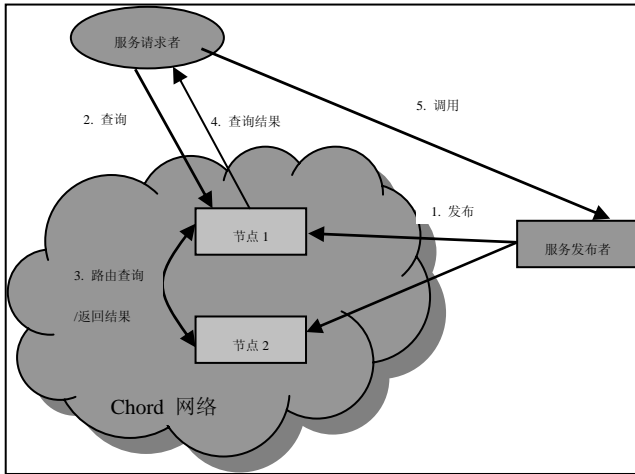 服务请求者
5. 调用
2. 查询
4. 查询结果
1. 发布
节点 1
服务发布者
3. 路由查询
/返回结果
节点 2
Chord 网络